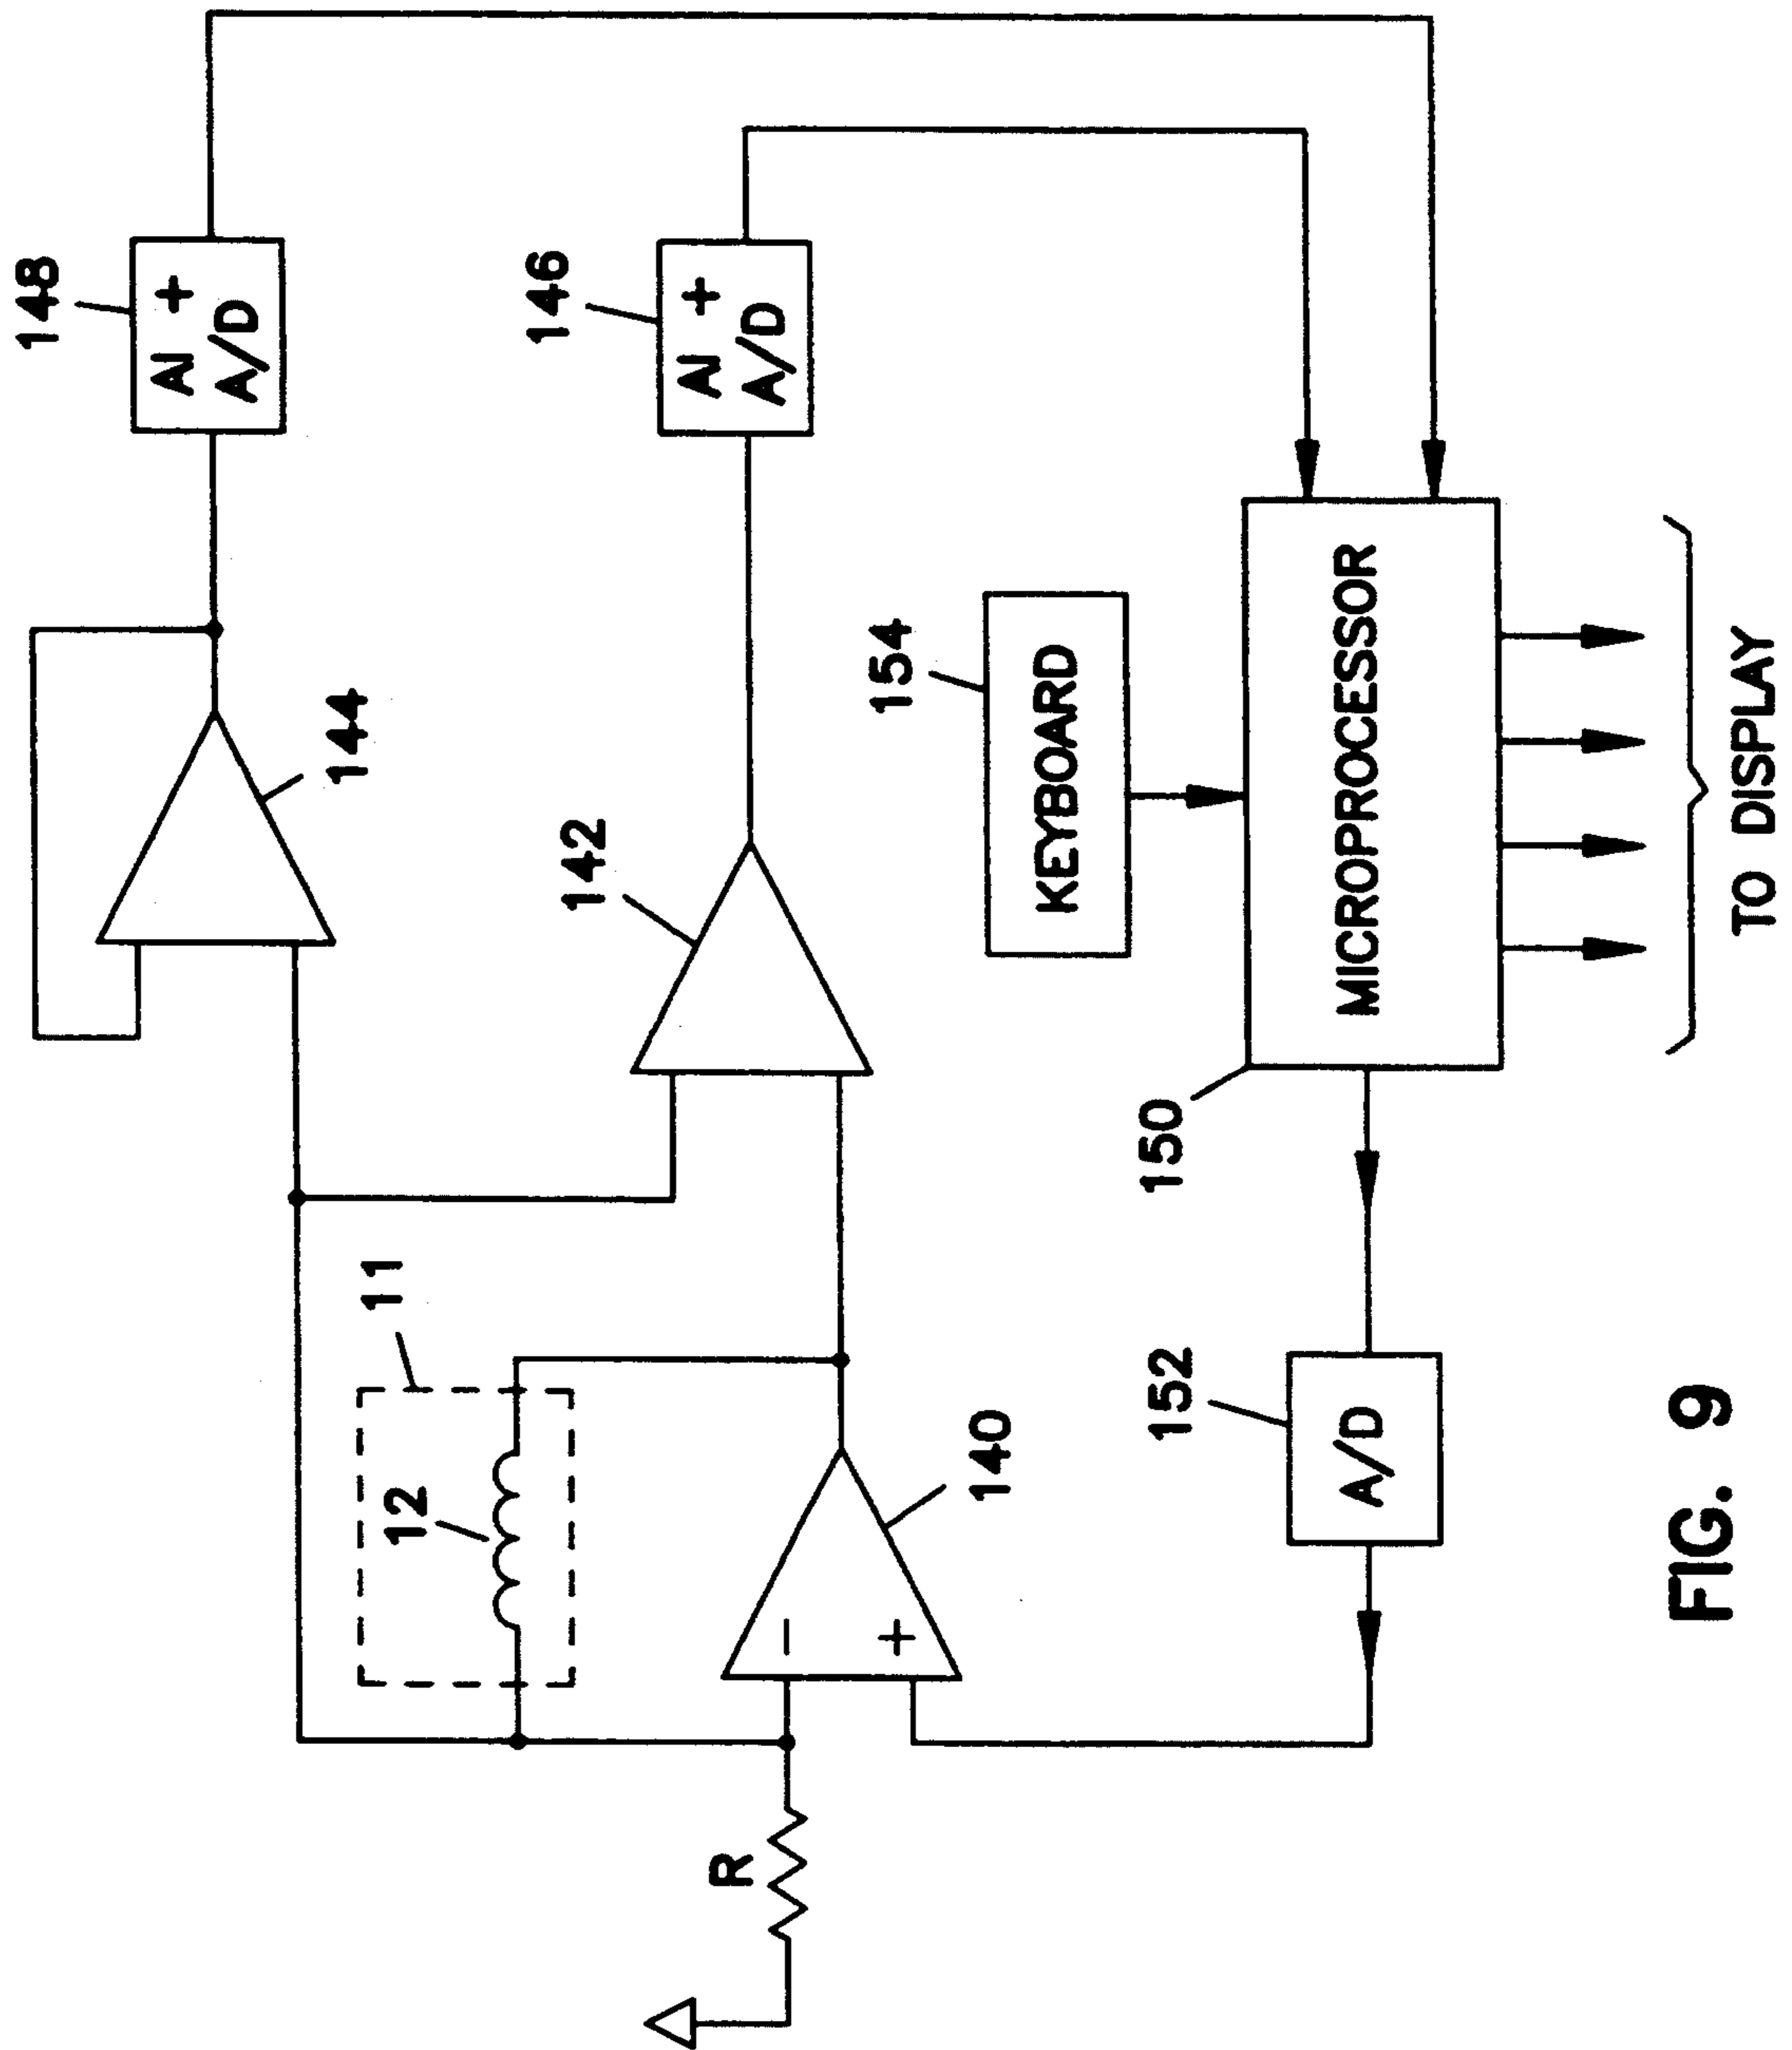 148
AI +
A/D
144
146
AI +
A/D
142
11
12
154
KEYBOARD
R
−
+
140
150
MICROPROCESSOR
152
A/D
TO DISPLAY
FIG. 9